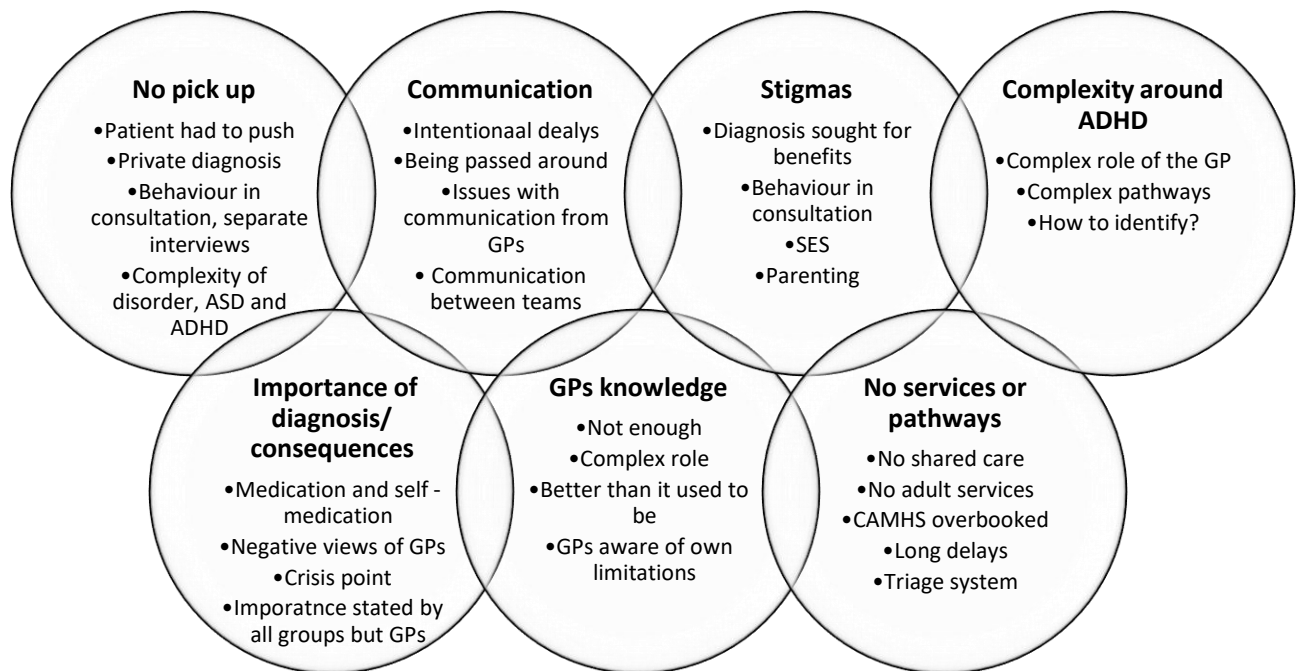 No pick up
•Patient had to push
•Private diagnosis
•Behaviour in
consultation, separate
interviews
•Complexity of
disorder, ASD and
ADHD
Communication
•Intentionaal dealys
•Being passed around
•Issues with
communication from
GPs
• Communication
between teams
Stigmas
•Diagnosis sought for
benefits
•Behaviour in
consultation
•SES
•Parenting
Complexity around
ADHD
•Complex role of the GP
•Complex pathways
•How to identify?
Importance of
diagnosis/
consequences
•Medication and self -
medication
•Negative views of GPs
•Crisis point
•Imporatnce stated by
all groups but GPs
GPs knowledge
•Not enough
•Complex role
•Better than it used to
be
•GPs aware of own
limitations
No services or
pathways
•No shared care
•No adult services
•CAMHS overbooked
•Long delays
•Triage system